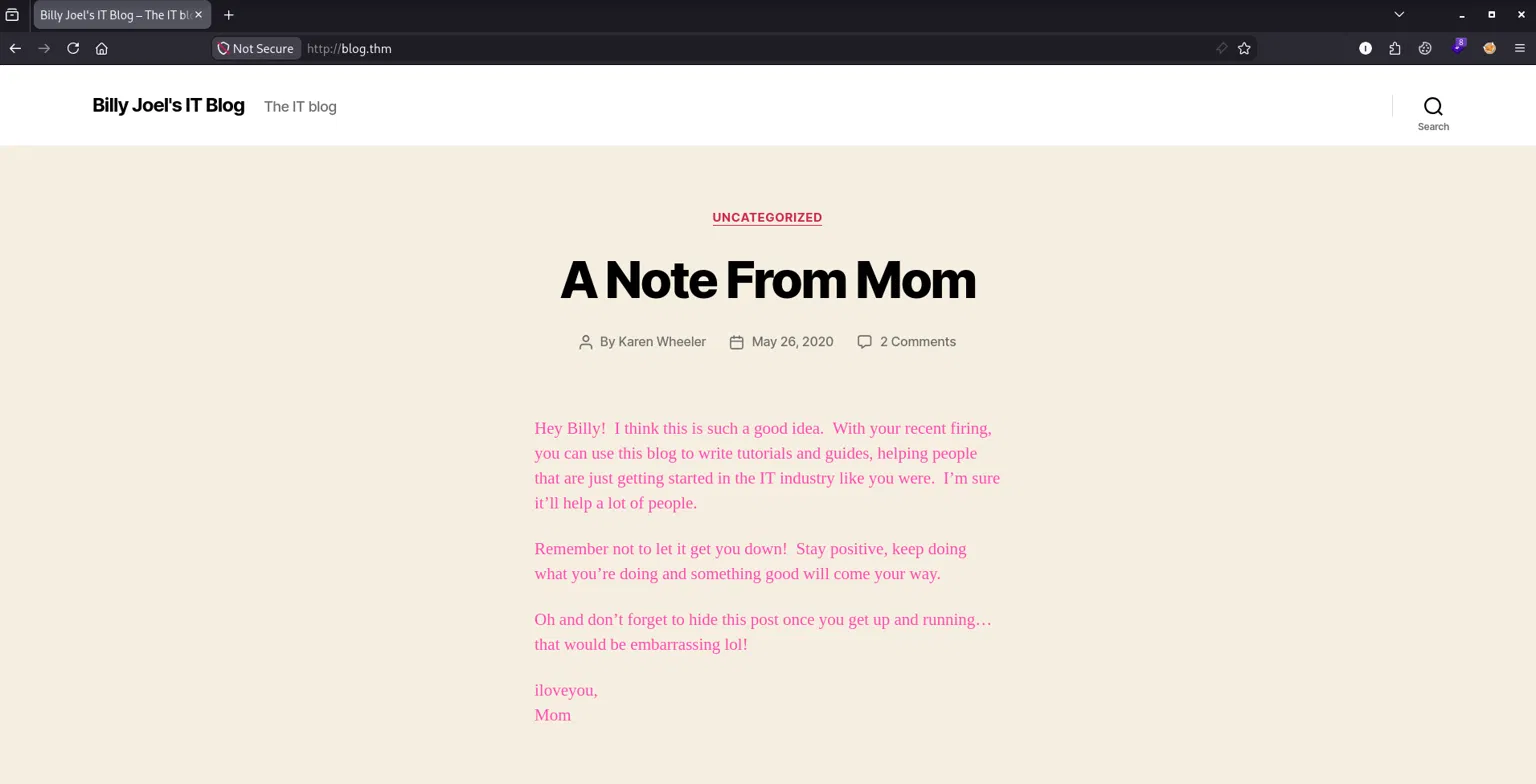 Billy Joel's IT Blog – The IT bl
Not Secure http://blog.thm
8
Billy Joel's IT Blog The IT blog
Search
UNCATEGORIZED
A Note From Mom
By Karen Wheeler May 26, 2020 2 Comments
Hey Billy!  I think this is such a good idea.  With your recent firing,
you can use this blog to write tutorials and guides, helping people
that are just getting started in the IT industry like you were.  I’m sure
it’ll help a lot of people.
Remember not to let it get you down!  Stay positive, keep doing
what you’re doing and something good will come your way.
Oh and don’t forget to hide this post once you get up and running…
that would be embarrassing lol!
iloveyou,
Mom